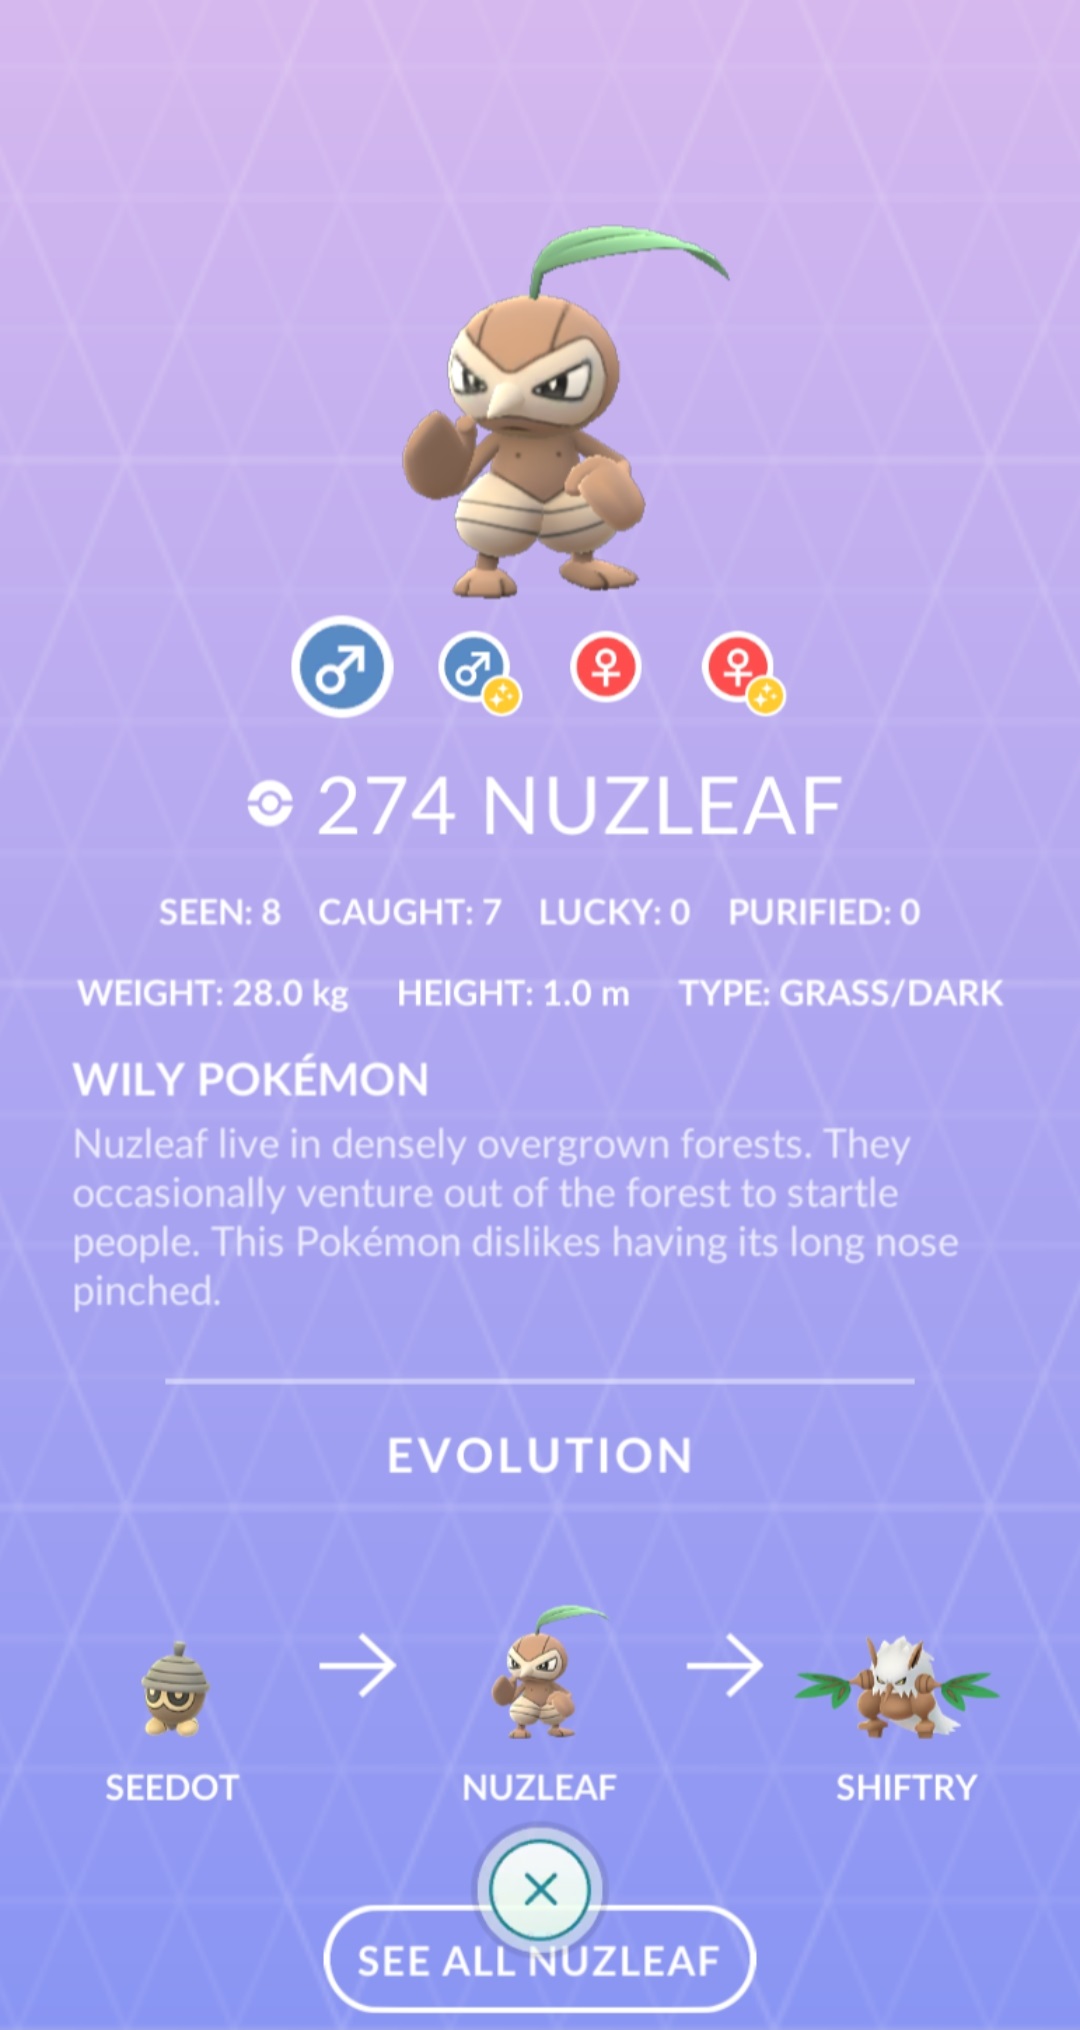 274 NUZLEAF
SEEN: 8 CAUGHT: 7 LUCKY: 0 PURIFIED: 0
WEIGHT: 28.0 kg HEIGHT: 1.0 m TYPE: GRASS/DARK
WILY POKÉMON
Nuzleaf live in densely overgrown forests. They
occasionally venture out of the forest to startle
people. This Pokémon dislikes having its long nose
pinched.
EVOLUTION
SEEDOT NUZLEAF SHIFTRY
SEE ALL NUZLEAF